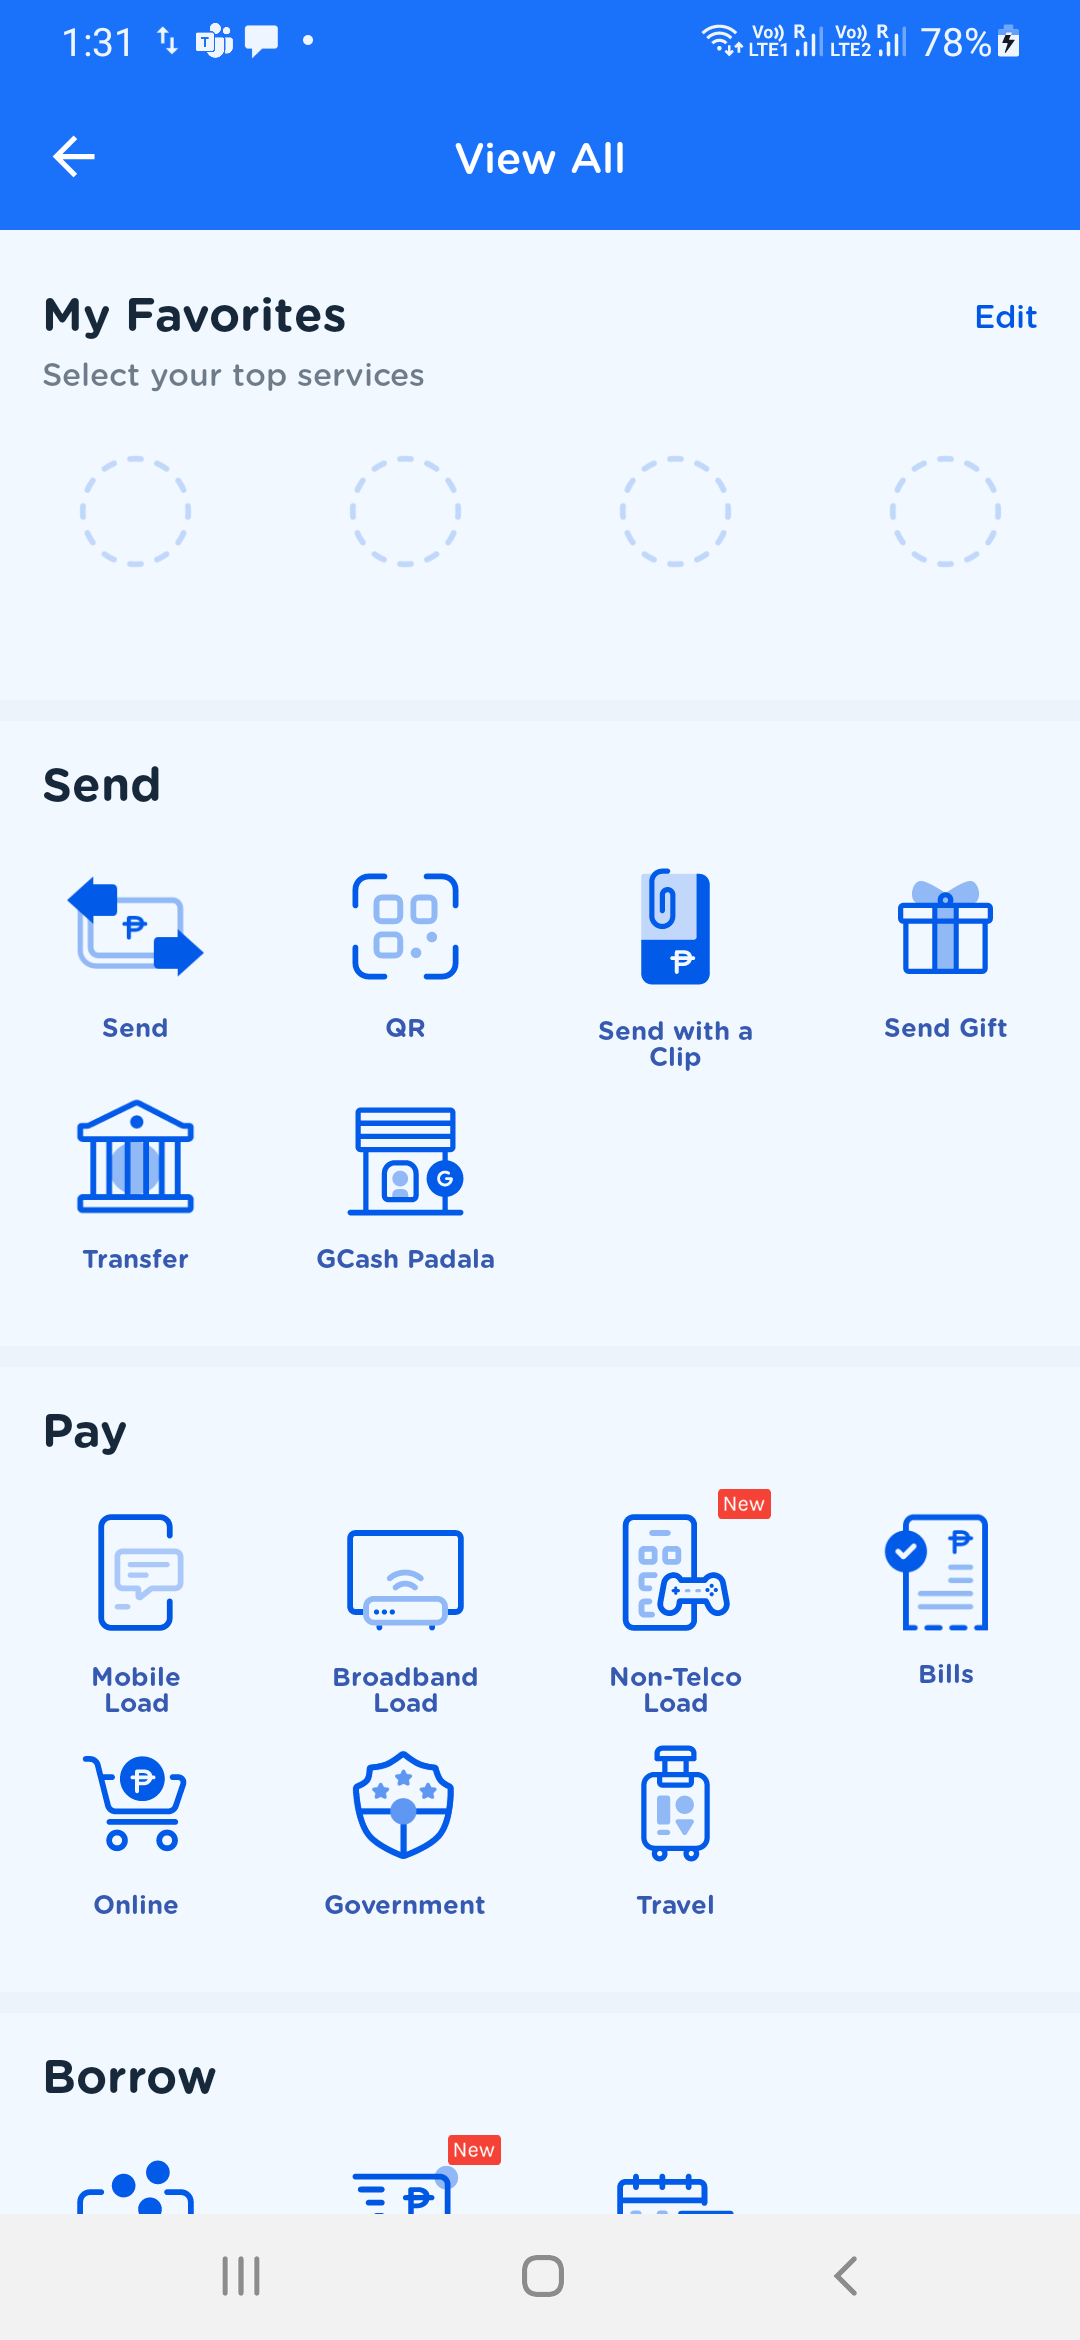 1:31
Vo)) R Vo)) R 78%
LTE1 LTE2
View All
My Favorites
Edit
Select your top services
Send
Send
QR
Send with a
Clip
Send Gift
Transfer
GCash Padala
Pay
New
Mobile
Load
Broadband
Load
Non-Telco
Load
Bills
Online
Government
Travel
Borrow
New